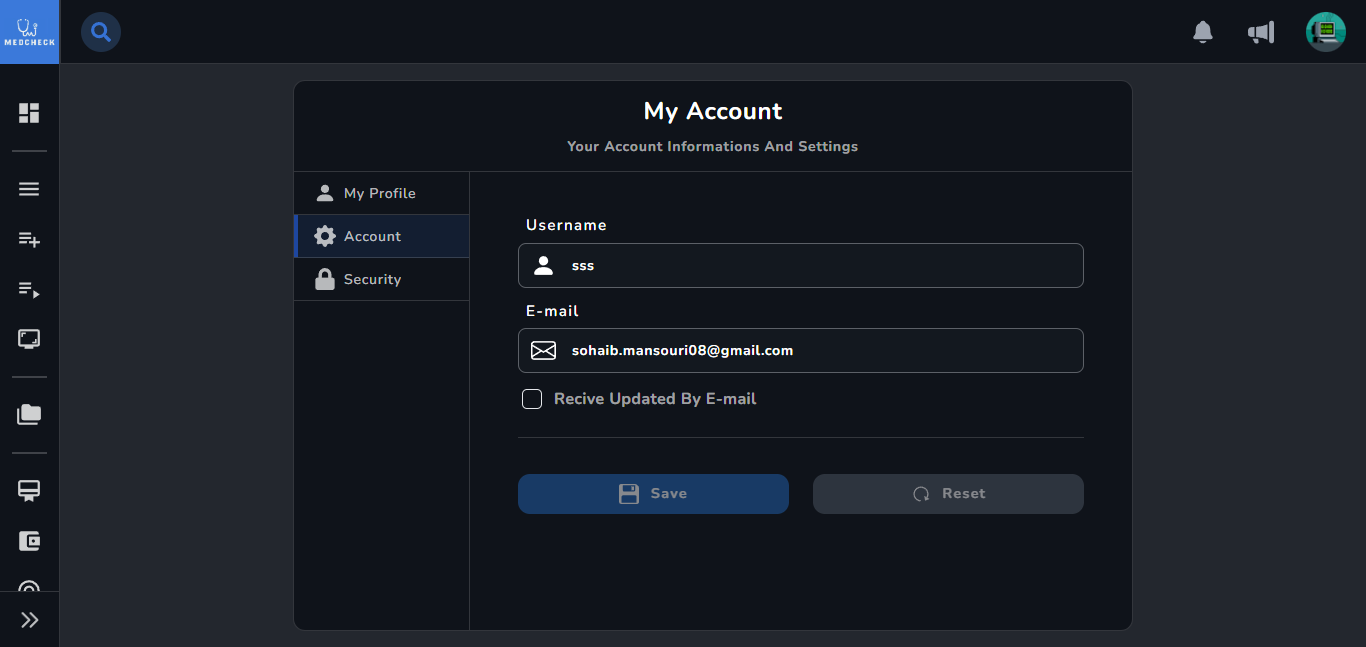 MEDCHECK
My Account
Your Account Informations And Settings
My Profile
Account
Security
Username
sss
E-mail
sohaib.mansouri08@gmail.com
Recive Updated By E-mail
Save
Reset